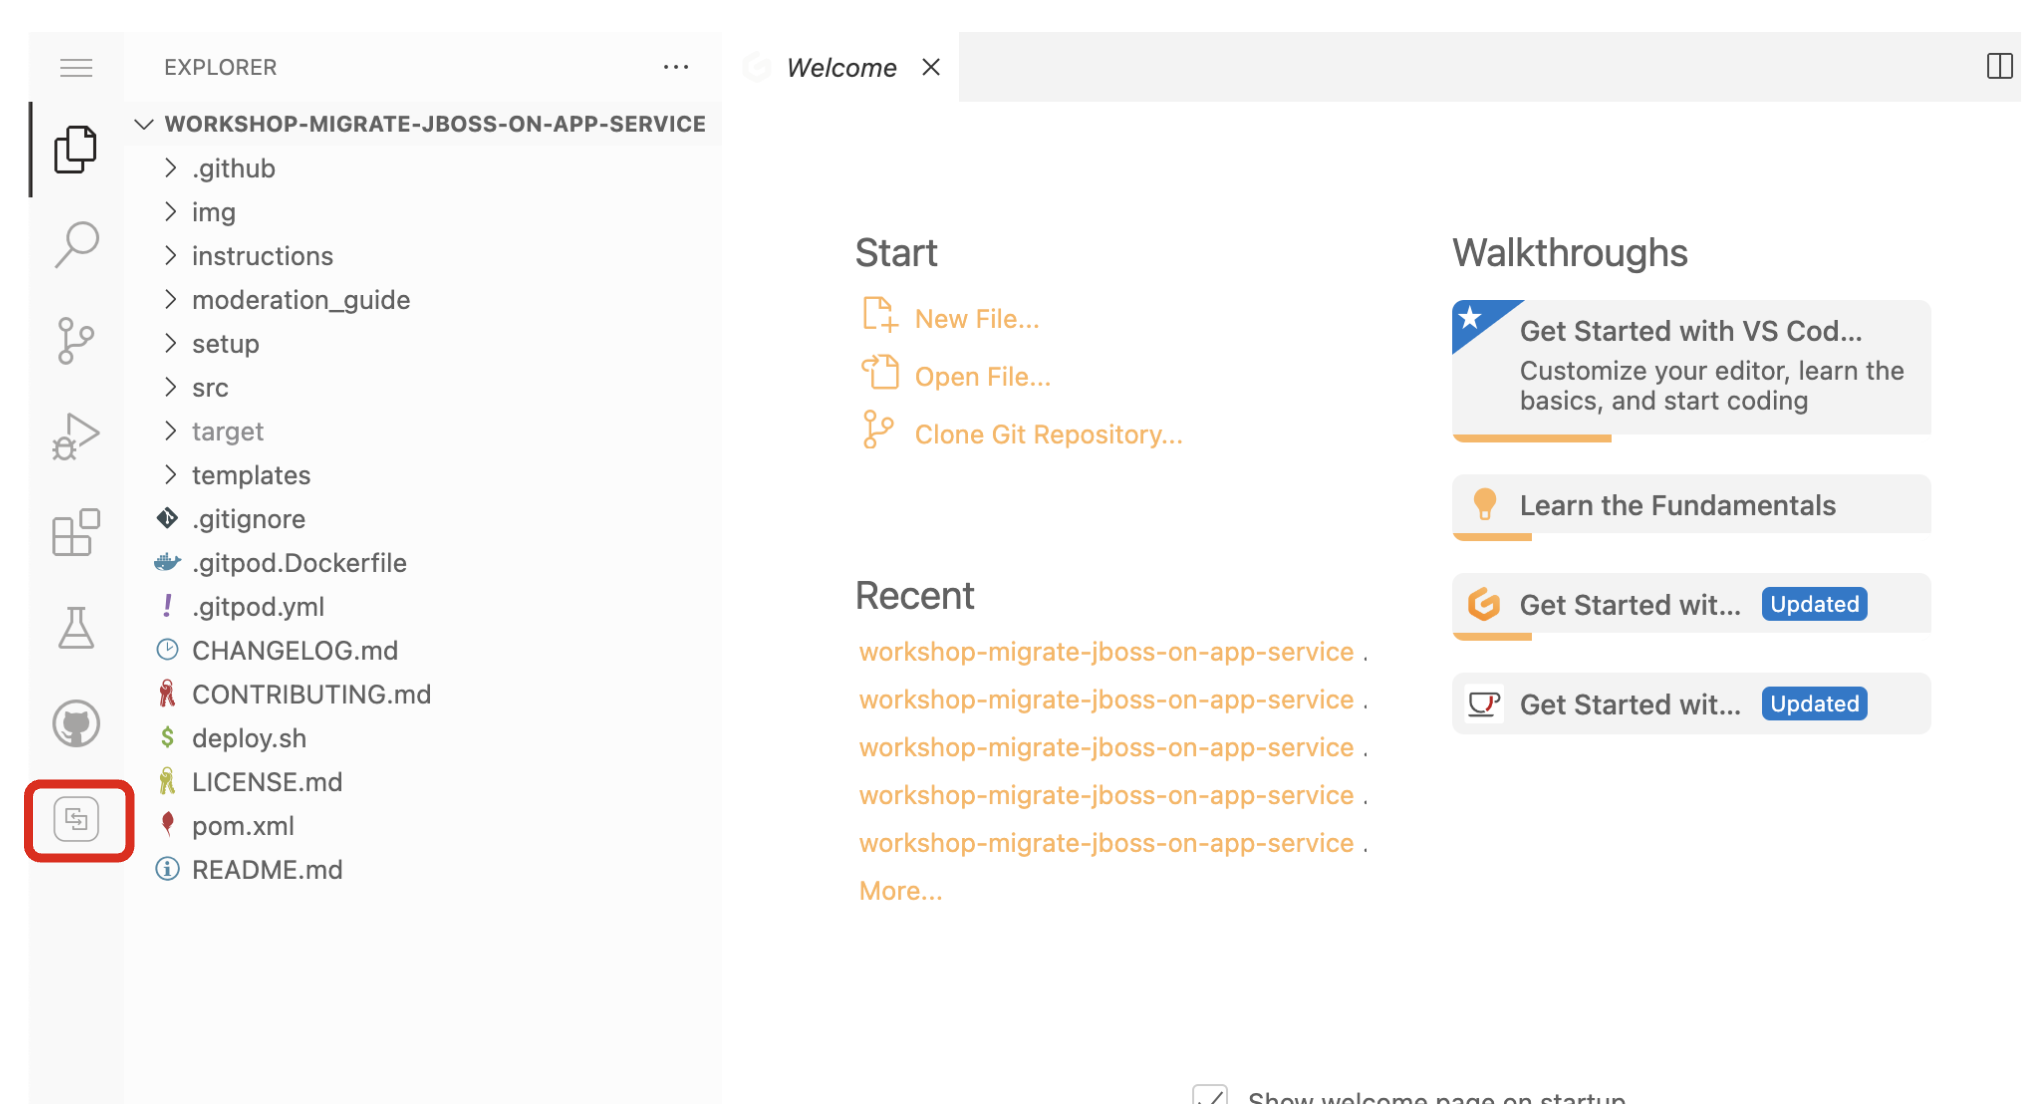 EXPLORER
WORKSHOP-MIGRATE-JBOSS-ON-APP-SERVICE
.github
img
instructions
moderation_guide
setup
src
target
templates
.gitignore
.gitpod.Dockerfile
.gitpod.yml
CHANGELOG.md
CONTRIBUTING.md
deploy.sh
LICENSE.md
pom.xml
README.md
Welcome
Start
New File...
Open File...
Clone Git Repository...
Recent
workshop-migrate-jboss-on-app-service .
workshop-migrate-jboss-on-app-service .
workshop-migrate-jboss-on-app-service .
workshop-migrate-jboss-on-app-service .
workshop-migrate-jboss-on-app-service .
More...
Walkthroughs
Get Started with VS Cod...
Customize your editor, learn the
basics, and start coding
Learn the Fundamentals
Get Started wit... Updated
Get Started wit... Updated
Show welcome page on startup